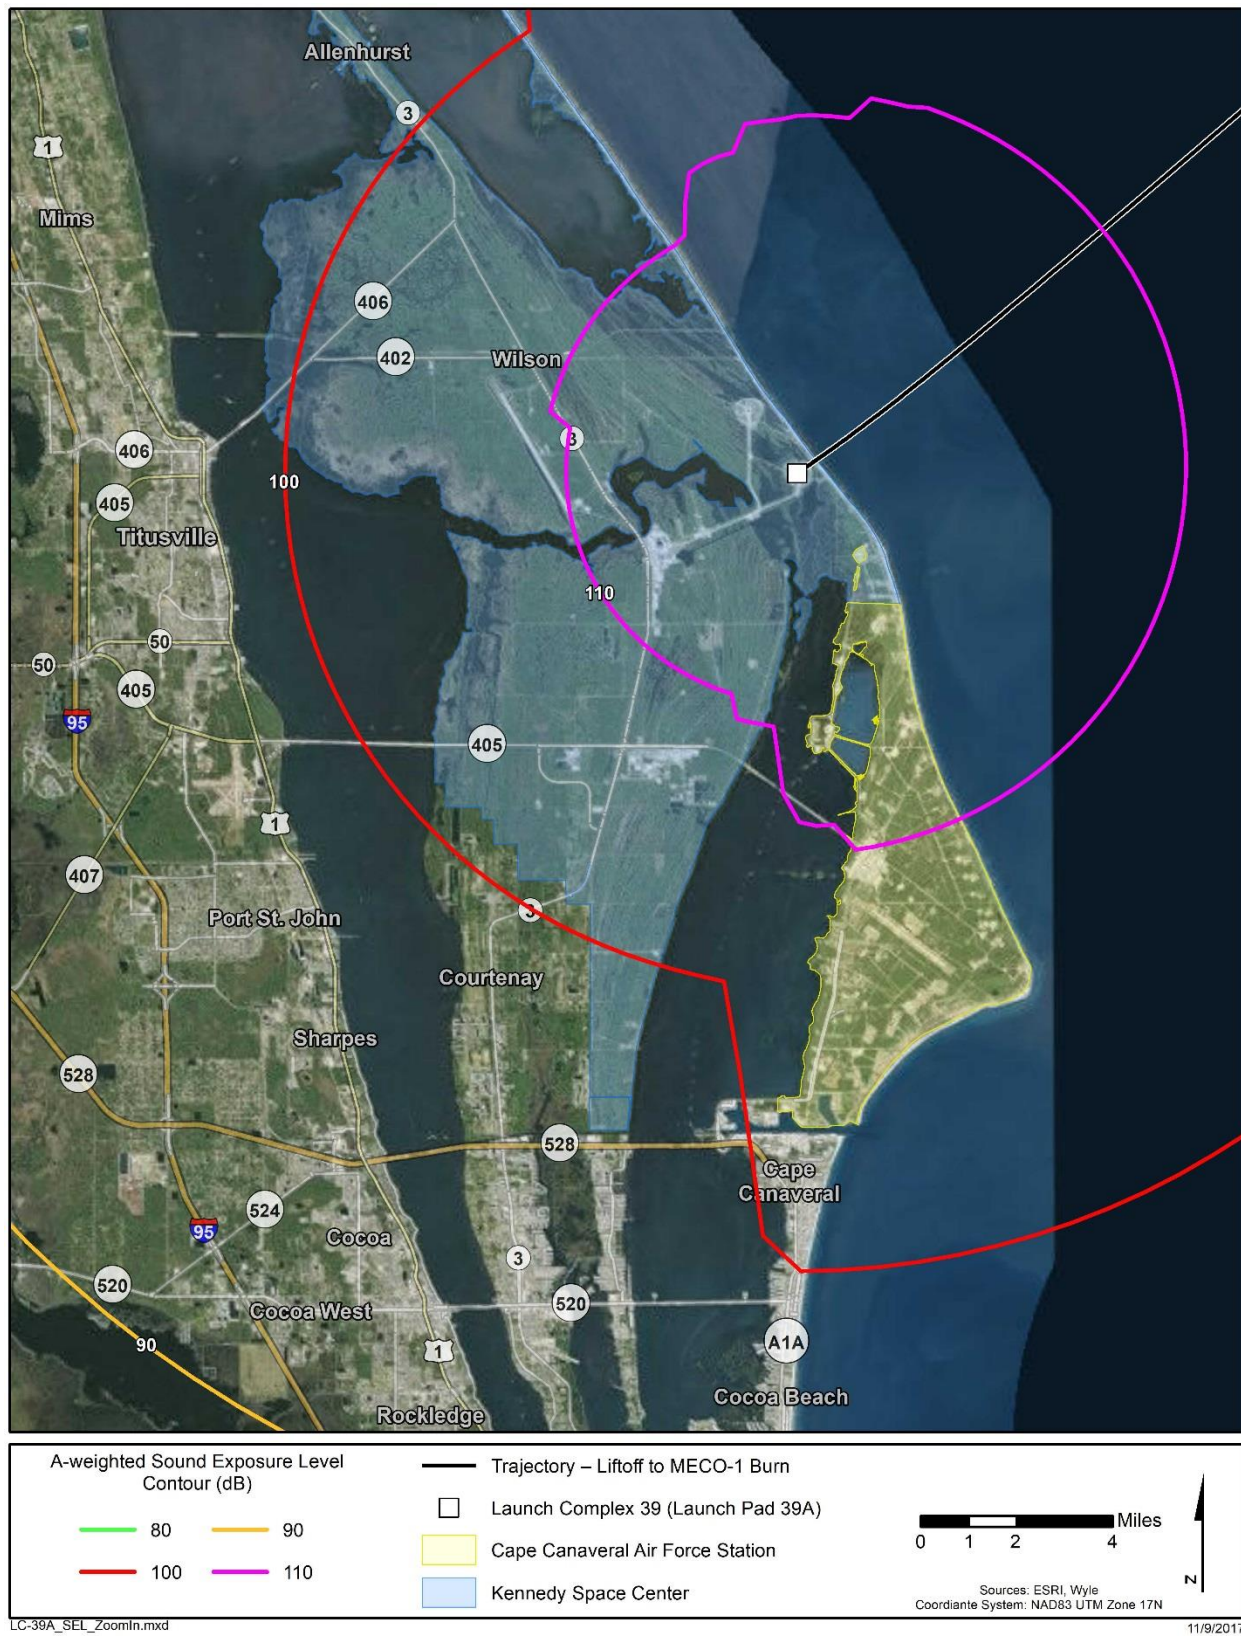 Allenhurst
3
1
Mims
406
402
Wilson
3
406
100
405
Titusville
110
50
50
405
95
405
1
407
3
Port St. John
Courtenay
Sharpes
528
528
Cape
Canaveral
524
95
Cocoa
3
520
520
Cocoa West
90
1
A1A
Cocoa Beach
Rockledge
A-weighted Sound Exposure Level
Contour (dB)
80
90
100
110
Trajectory – Liftoff to MECO-1 Burn
Launch Complex 39 (Launch Pad 39A)
Cape Canaveral Air Force Station
Kennedy Space Center
Miles
0 1 2 4
N
Sources: ESRI, Wyle
Coordiante System: NAD83 UTM Zone 17N
LC-39A_SEL_ZoomIn.mxd
11/9/2017